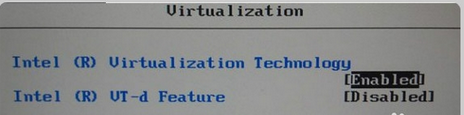 Virtualization
Intel (R) Virtualization Technology
[Enabled]
Intel (R) VT-d Feature [Disabled]